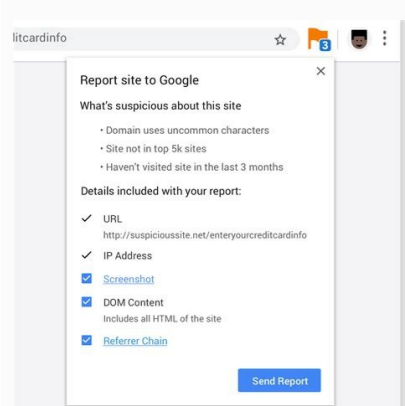 litcardinfo
3
Report site to Google
What's suspicious about this site
• Domain uses uncommon characters
• Site not in top 5k sites
• Haven't visited site in the last 3 months
Details included with your report:
URL
http://suspicioussite.net/enteryourcreditcardinfo
IP Address
Screenshot
DOM Content
Includes all HTML of the site
Referrer Chain
Send Report